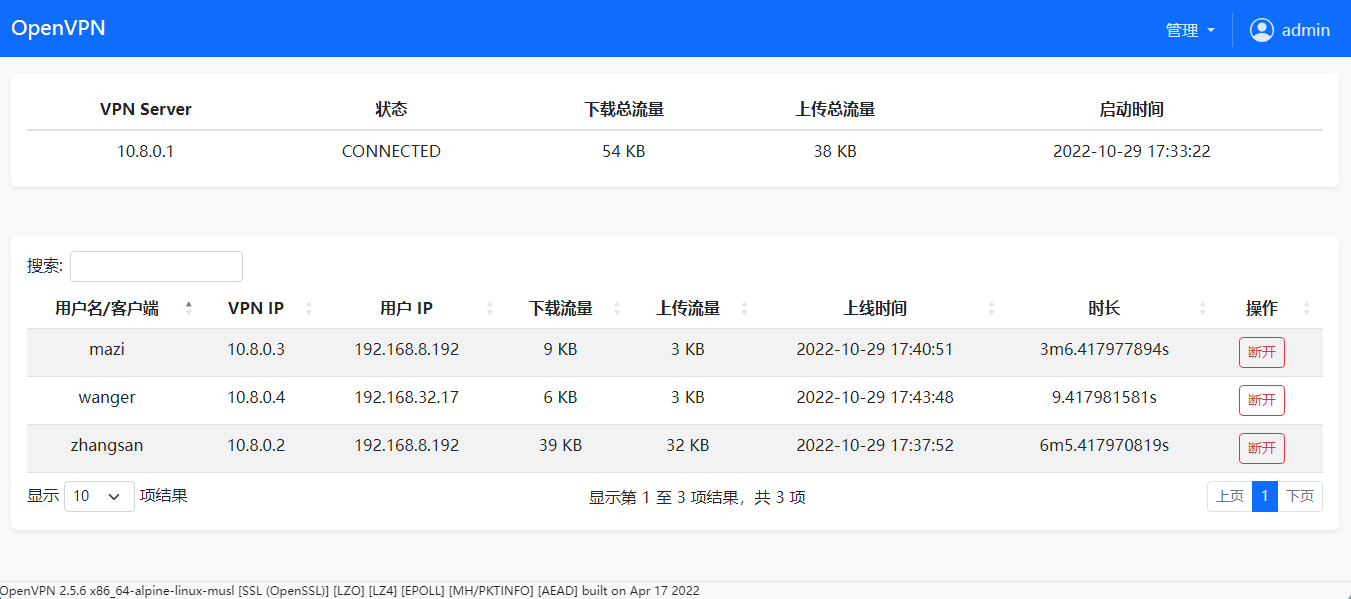 OpenVPN
管理 admin
VPN Server 状态 下载总流量 上传总流量 启动时间
10.8.0.1 CONNECTED 54 KB 38 KB 2022-10-29 17:33:22
搜索:
用户名/客户端 VPN IP 用户 IP 下载流量 上传流量 上线时间 时长 操作
mazi 10.8.0.3 192.168.8.192 9 KB 3 KB 2022-10-29 17:40:51 3m6.417977894s 断开
wanger 10.8.0.4 192.168.32.17 6 KB 3 KB 2022-10-29 17:43:48 9.417981581s 断开
zhangsan 10.8.0.2 192.168.8.192 39 KB 32 KB 2022-10-29 17:37:52 6m5.417970819s 断开
显示 10 项结果 显示第 1 至 3 项结果，共 3 项 上页 1 下页
OpenVPN 2.5.6 x86_64-alpine-linux-musl [SSL (OpenSSL)] [LZO] [LZ4] [EPOLL] [MH/PKTINFO] [AEAD] built on Apr 17 2022